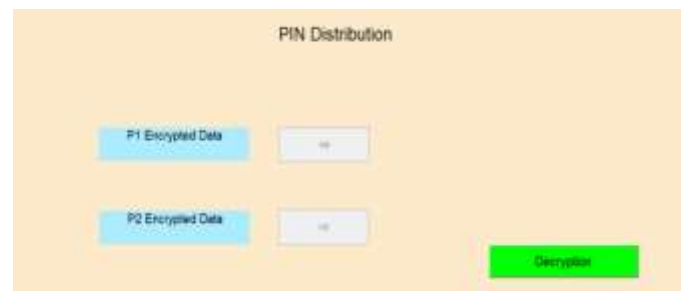 PIN Distribution
P1 Encrypted Data
P2 Encrypted Data
Decryption